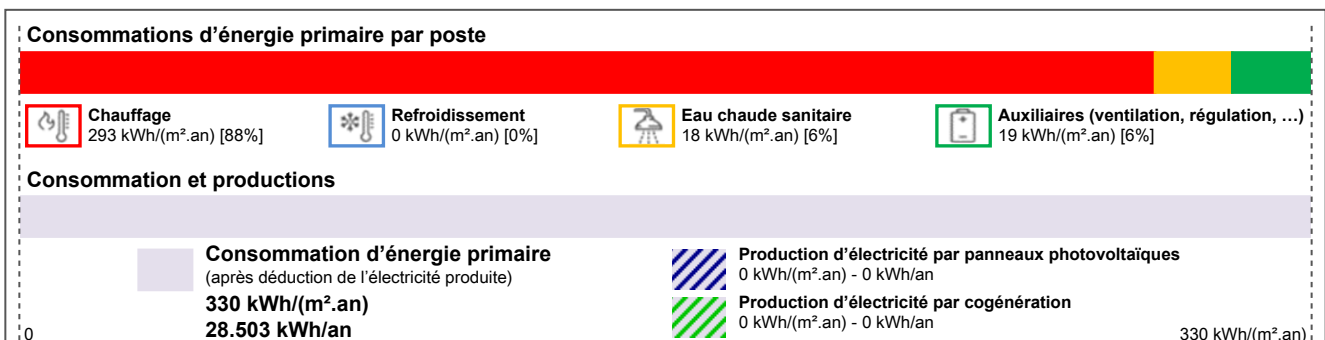 Consommations d’énergie primaire par poste
Chauffage
293 kWh/(m².an) [88%]
Refroidissement
0 kWh/(m².an) [0%]
Eau chaude sanitaire
18 kWh/(m².an) [6%]
Auxiliaires (ventilation, régulation, …)
19 kWh/(m².an) [6%]
Consommation et productions
Consommation d’énergie primaire
(après déduction de l’électricité produite)
330 kWh/(m².an)
28.503 kWh/an
Production d’électricité par panneaux photovoltaïques
0 kWh/(m².an) - 0 kWh/an
Production d’électricité par cogénération
0 kWh/(m².an) - 0 kWh/an
0
330 kWh/(m².an)